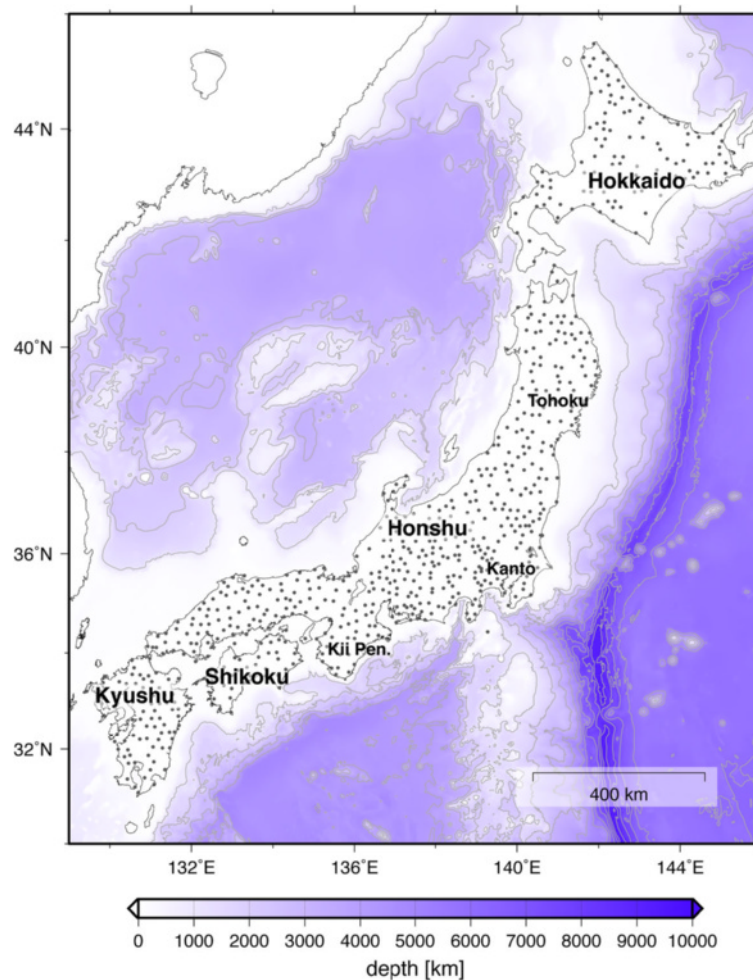 44°N
Hokkaido
40°N
Tohoku
Honshu
36°N
Kanto
Kii Pen.
Shikoku
Kyushu
32°N
400 km
132°E 136°E 140°E 144°E
0 1000 2000 3000 4000 5000 6000 7000 8000 9000 10000
depth [km]